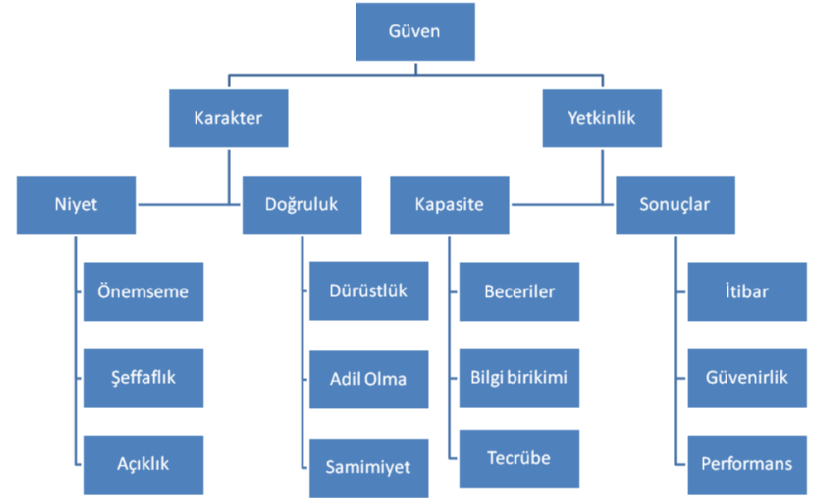 Güven
Karakter
Yetkinlik
Niyet
Doğruluk
Kapasite
Sonuçlar
Önemseme
Dürüstlük
Beceriler
İtibar
Şeffaflık
Adil Olma
Bilgi birikimi
Güvenirlik
Açıklık
Samimiyet
Tecrübe
Performans